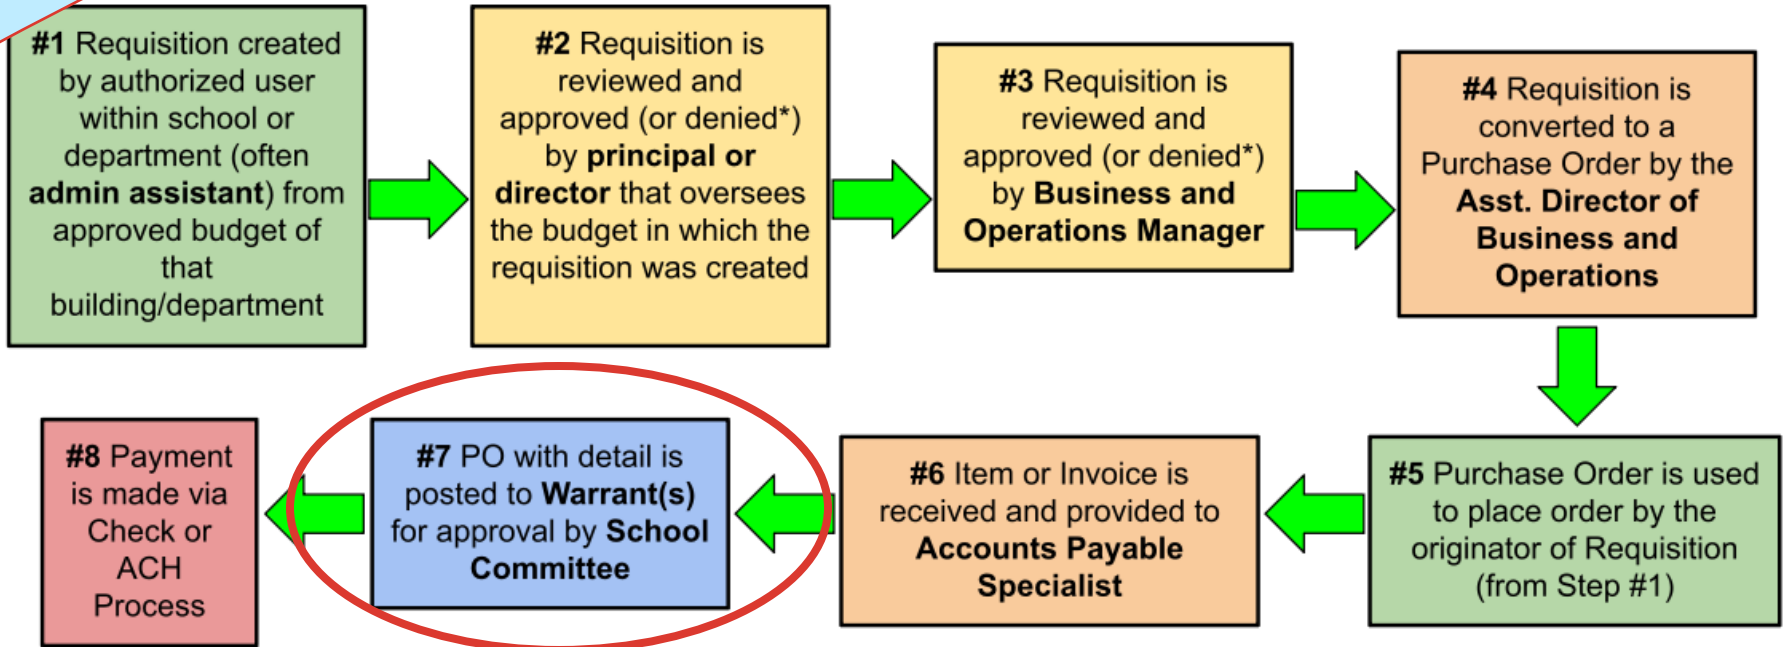 #1 Requisition created
by authorized user
within school or
department (often
admin assistant) from
approved budget of
that
building/department
#2 Requisition is
reviewed and
approved (or denied*)
by principal or
director that oversees
the budget in which the
requisition was created
#3 Requisition is
reviewed and
approved (or denied*)
by Business and
Operations Manager
#4 Requisition is
converted to a
Purchase Order by the
Asst. Director of
Business and
Operations
#5 Purchase Order is used
to place order by the
originator of Requisition
(from Step #1)
#6 Item or Invoice is
received and provided to
Accounts Payable
Specialist
#7 PO with detail is
posted to Warrant(s)
for approval by School
Committee
#8 Payment
is made via
Check or
ACH
Process